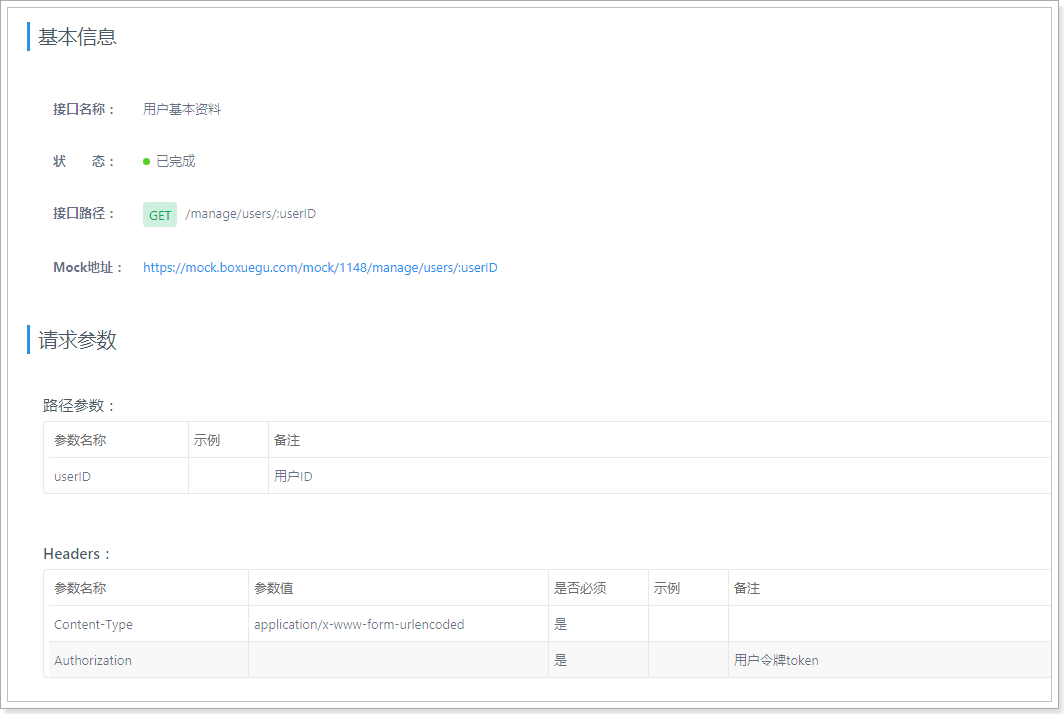 基本信息
接口名称： 用户基本资料
状 态： 已完成
接口路径： GET /manage/users/:userID
Mock地址： https://mock.boxuegu.com/mock/1148/manage/users/:userID
请求参数
路径参数：
参数名称 示例 备注
userID 用户ID
Headers：
参数名称 参数值 是否必须 示例 备注
Content-Type application/x-www-form-urlencoded 是
Authorization 是 用户令牌token